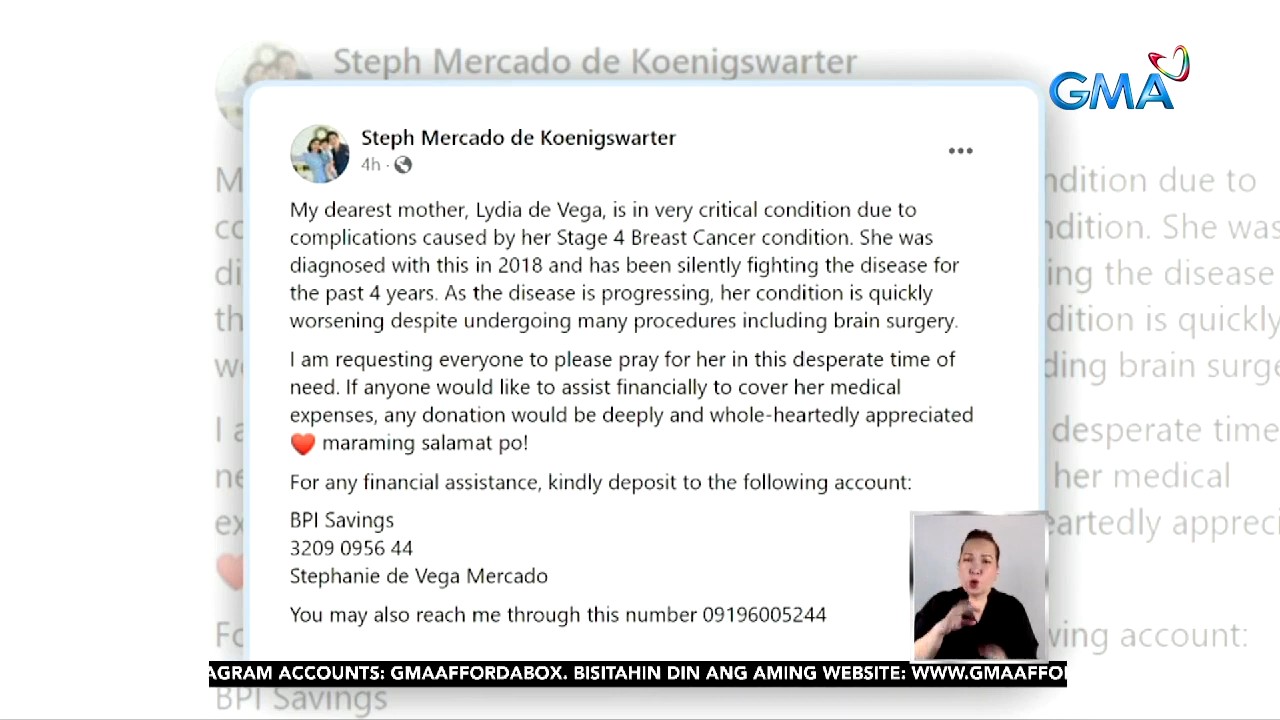 Steph Mercado de Koenigswarter
GMA
Steph Mercado de Koenigswarter
4h ·
My dearest mother, Lydia de Vega, is in very critical condition due to
complications caused by her Stage 4 Breast Cancer condition. She was
diagnosed with this in 2018 and has been silently fighting the disease for
the past 4 years. As the disease is progressing, her condition is quickly
worsening despite undergoing many procedures including brain surgery.
I am requesting everyone to please pray for her in this desperate time of
need. If anyone would like to assist financially to cover her medical
expenses, any donation would be deeply and whole-heartedly appreciated
❤️ maraming salamat po!
For any financial assistance, kindly deposit to the following account:
BPI Savings
3209 0956 44
Stephanie de Vega Mercado
You may also reach me through this number 09196005244
AGRAM ACCOUNTS: GMAAFFORDABOX. BISITAHIN DIN ANG AMING WEBSITE: WWW.GMAAFFO
BPI Savings